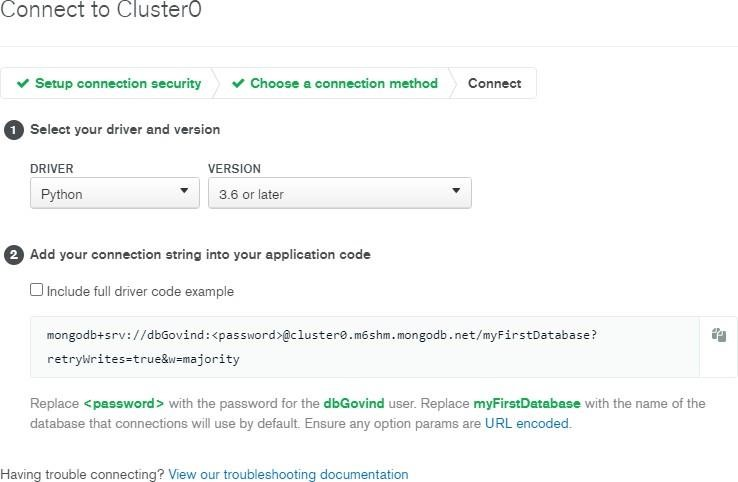 Connect to Cluster0
Setup connection security
Choose a connection method
Connect
1 Select your driver and version
DRIVER
VERSION
Python
3.6 or later
2 Add your connection string into your application code
Include full driver code example
mongodb+srv://dbGovind:<password>@cluster0.m6shm.mongodb.net/myFirstDatabase?
retryWrites=true&w=majority
Replace <password> with the password for the dbGovind user. Replace myFirstDatabase with the name of the
database that connections will use by default. Ensure any option params are URL encoded.
Having trouble connecting? View our troubleshooting documentation